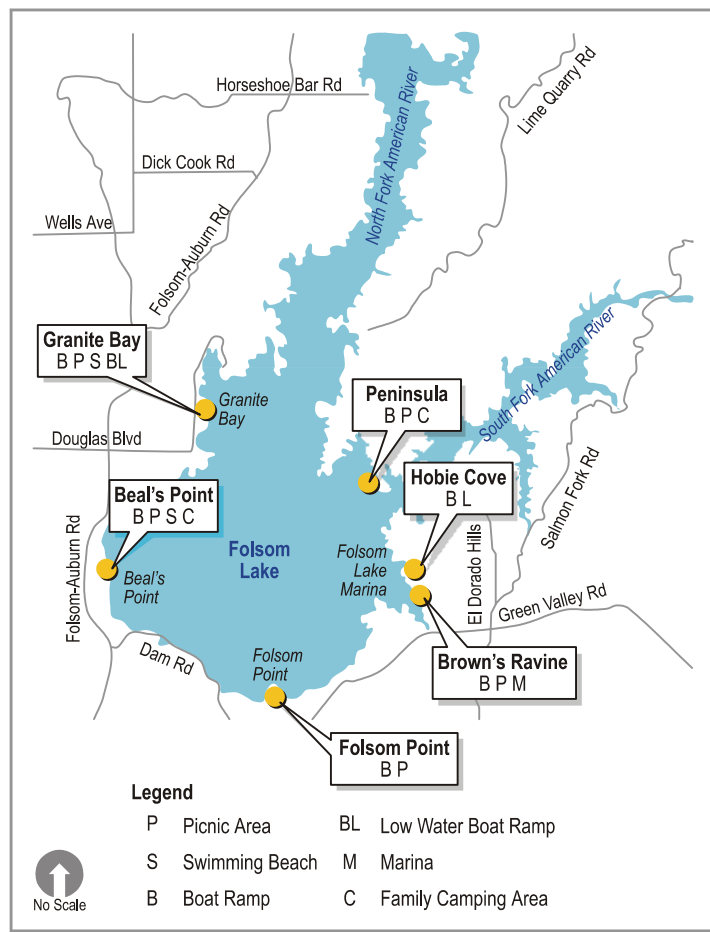 Horseshoe Bar Rd
Lime Quarry Rd
Dick Cook Rd
North Fork American River
Wells Ave
Folsom-Auburn Rd
South Fork American River
Granite Bay
B P S BL
Granite
Bay
Peninsula
B P C
Douglas Blvd
Hobie Cove
B L
Beal's Point
B P S C
Salmon Fork Rd
Folsom-Auburn Rd
Folsom
Lake
Folsom
Lake
Marina
El Dorado Hills
Beal's
Point
Green Valley Rd
Dam Rd
Folsom
Point
Brown's Ravine
B P M
Folsom Point
B P
Legend
P Picnic Area
BL Low Water Boat Ramp
S Swimming Beach
M Marina
B Boat Ramp
C Family Camping Area
No Scale